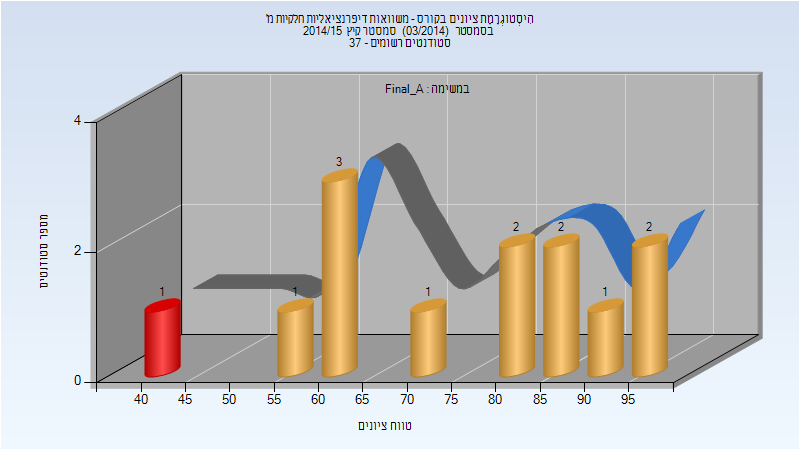 היסטוגרמת ציונים בקורס - משוואות דיפרנציאליות חלקיות מ'
בסמסטר (03/2014) סמסטר קיץ 2014/15
סטודנטים רשומים - 37
במשימה : Final_A
מספר סטודנטים
4
2
0
1
1
3
1
2
2
1
2
40 45 50 55 60 65 70 75 80 85 90 95
טווח ציונים